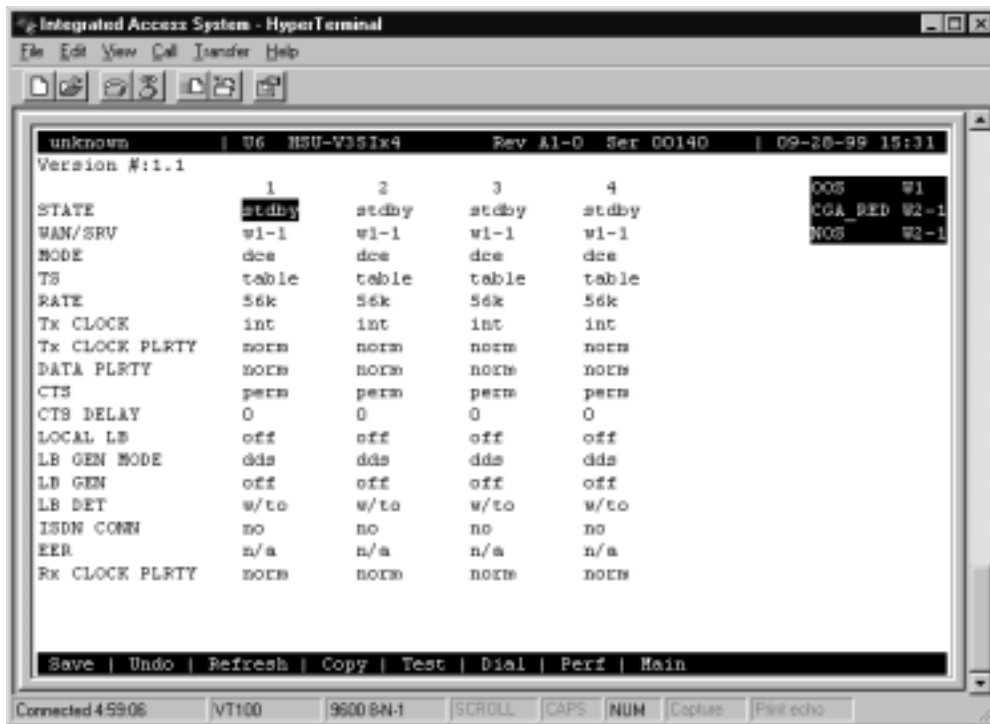 Integrated Access System - HyperTerminal
File Edit View Call Transfer Help
unknown | U6 HSU-V35Ix4 Rev A1-0 Ser 00140 | 09-28-99 15:31
Version #:1.1
1 2 3 4 OOS W1
STATE stdby stdby stdby stdby CGA_RED W2-1
WAN/SRV w1-1 w1-1 w1-1 w1-1 NOS W2-1
MODE dce dce dce dce
TS table table table table
RATE 56k 56k 56k 56k
Tx CLOCK int int int int
Tx CLOCK PLRTY norm norm norm norm
DATA PLRTY norm norm norm norm
CTS perm perm perm perm
CTS DELAY 0 0 0 0
LOCAL LB off off off off
LB GEN MODE dds dds dds dds
LB GEN off off off off
LB DET w/to w/to w/to w/to
ISDN CONN no no no no
EER n/a n/a n/a n/a
Rx CLOCK PLRTY norm norm norm norm
Save | Undo | Refresh | Copy | Test | Dial | Perf | Main
Connected 4:59:06 VT100 9600 8-N-1 SCROLL CAPS NUM Capture Print echo